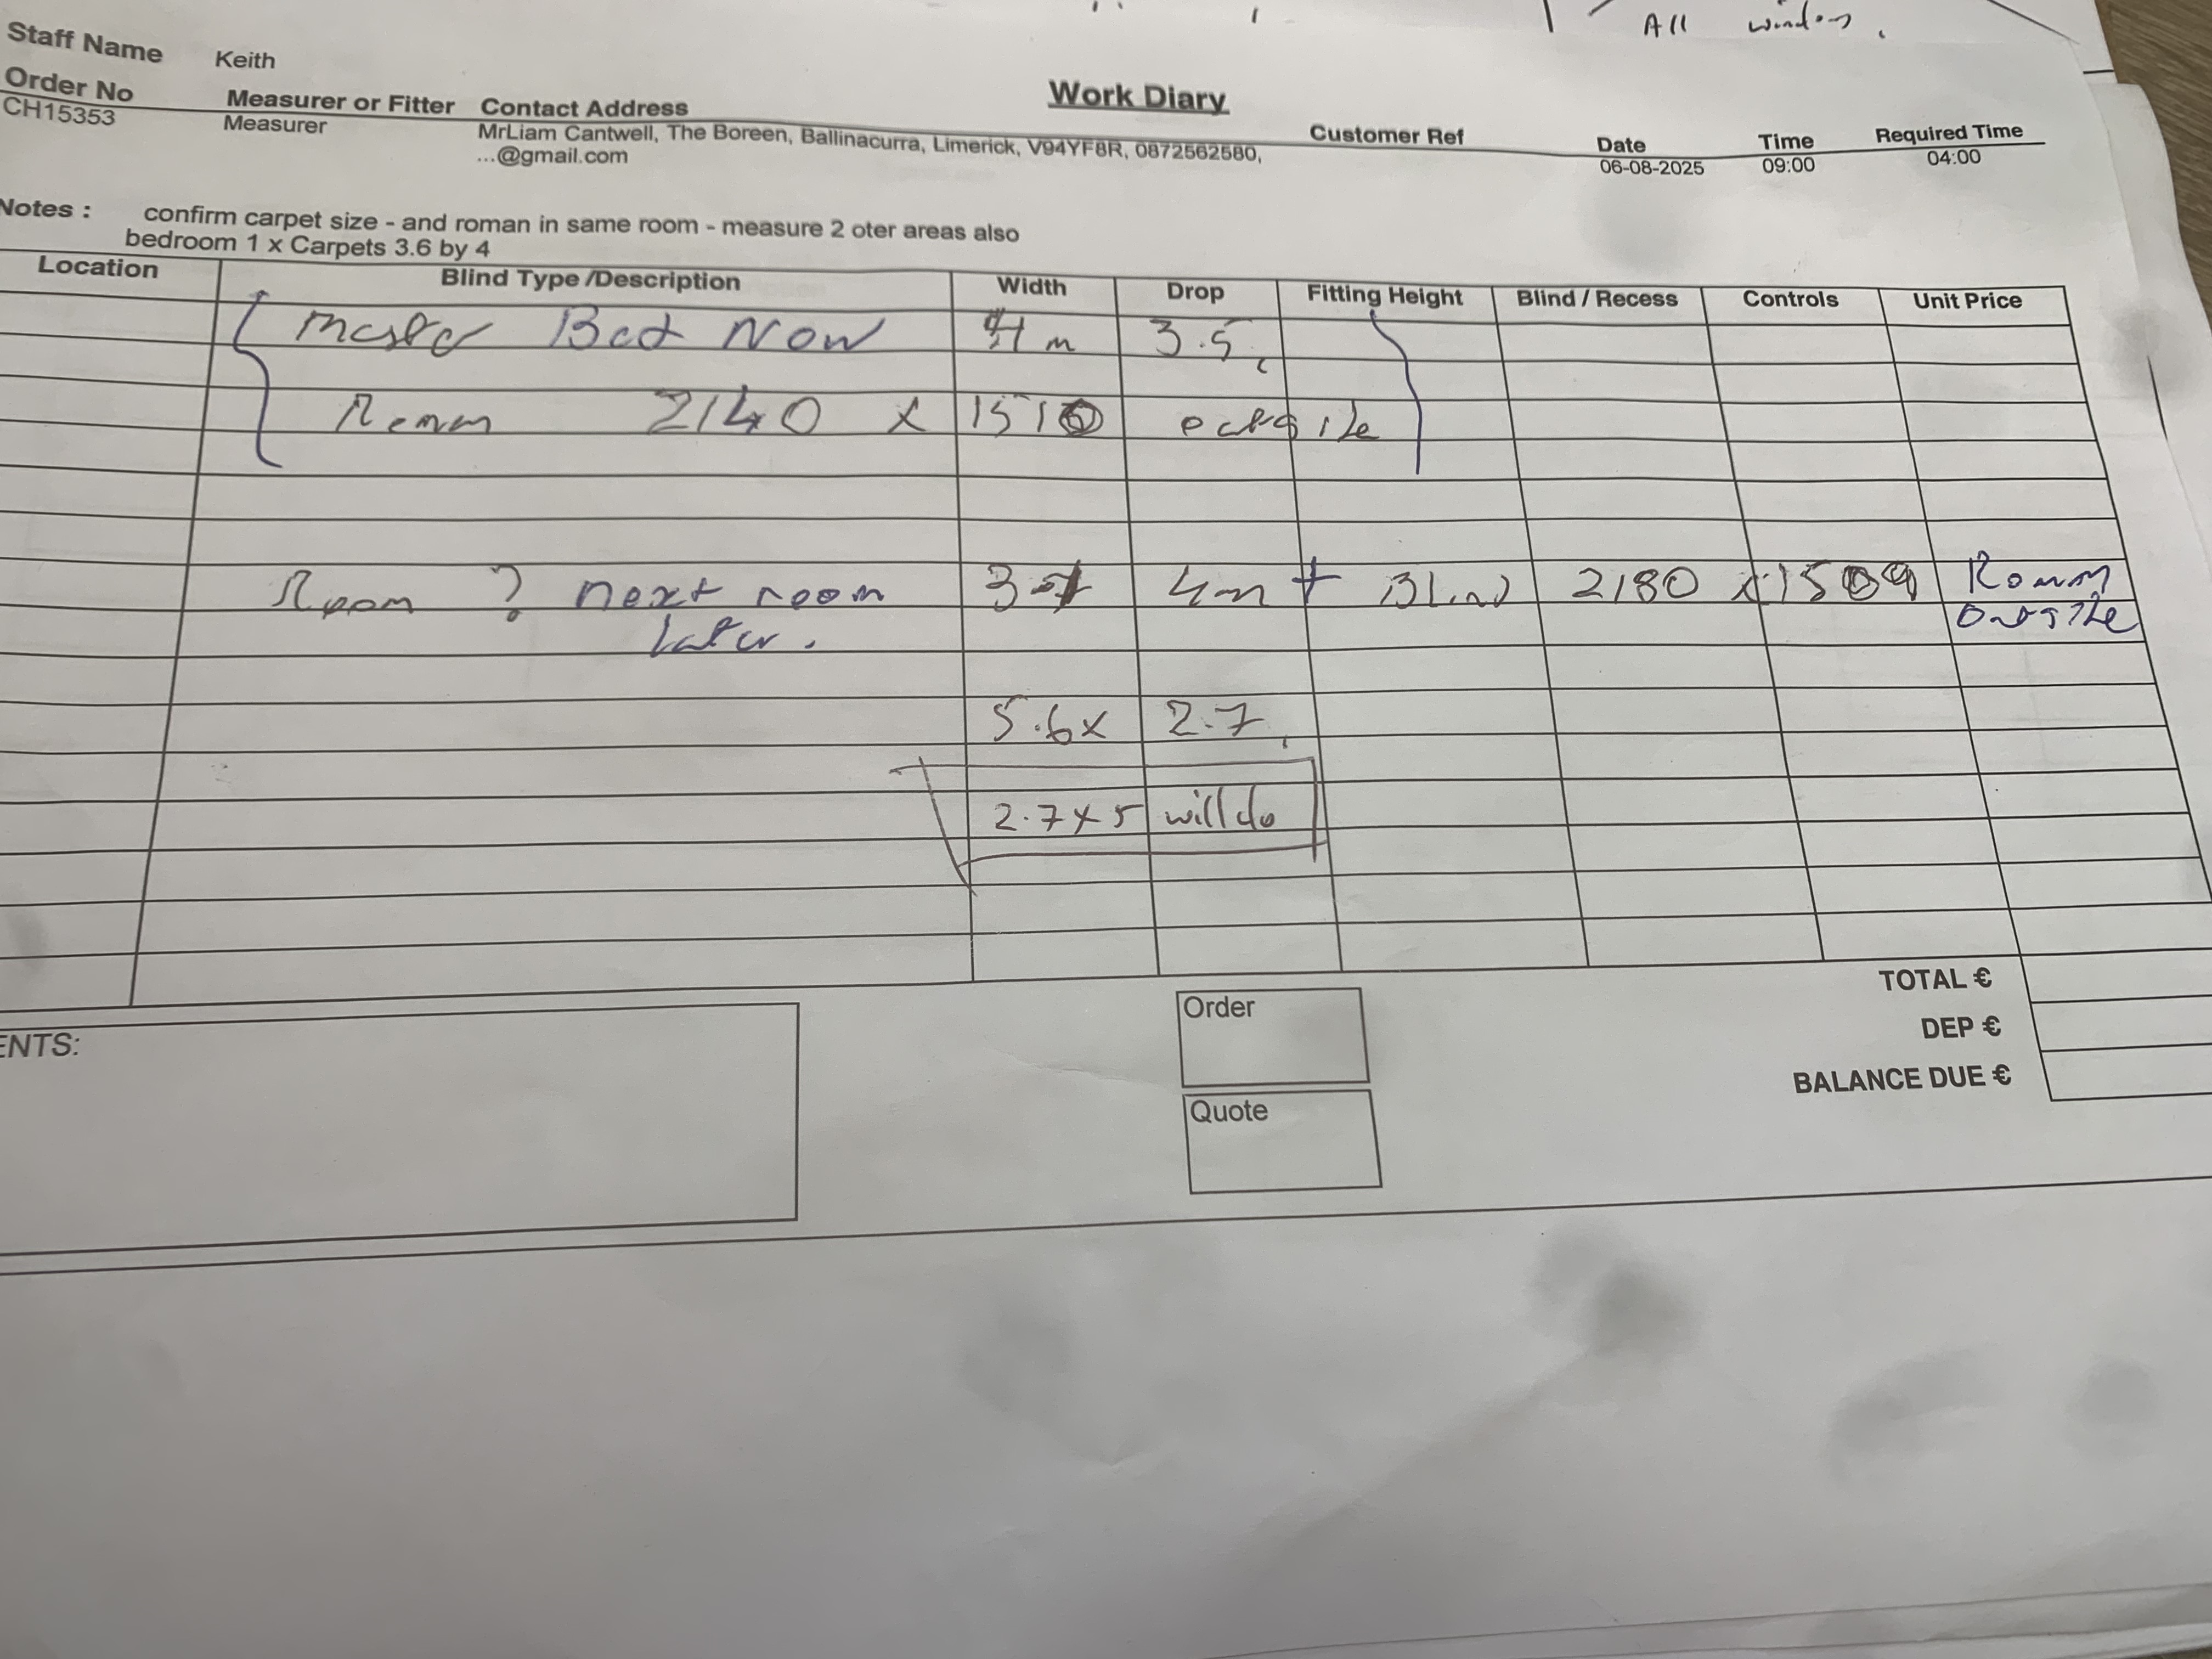 All windows,
Staff Name Keith
Work Diary
Order No Measurer or Fitter Contact Address Customer Ref Date Time Required Time
CH15353 Measurer MrLiam Cantwell, The Boreen, Ballinacurra, Limerick, V94YF8R, 0872562580, 06-08-2025 09:00 04:00
...@gmail.com
Notes : confirm carpet size - and roman in same room - measure 2 oter areas also
bedroom 1 x Carpets 3.6 by 4
Location Blind Type /Description Width Drop Fitting Height Blind / Recess Controls Unit Price
Master Bed Now 4 m 3.5
Roman 2140 x 1510 outside
Room ? next room 4m + Blind 2180 x Roman
later. outside
5.6 x 2.7
2.7 x 5 will do
TOTAL €
DEP €
BALANCE DUE €
ENTS:
Order
Quote